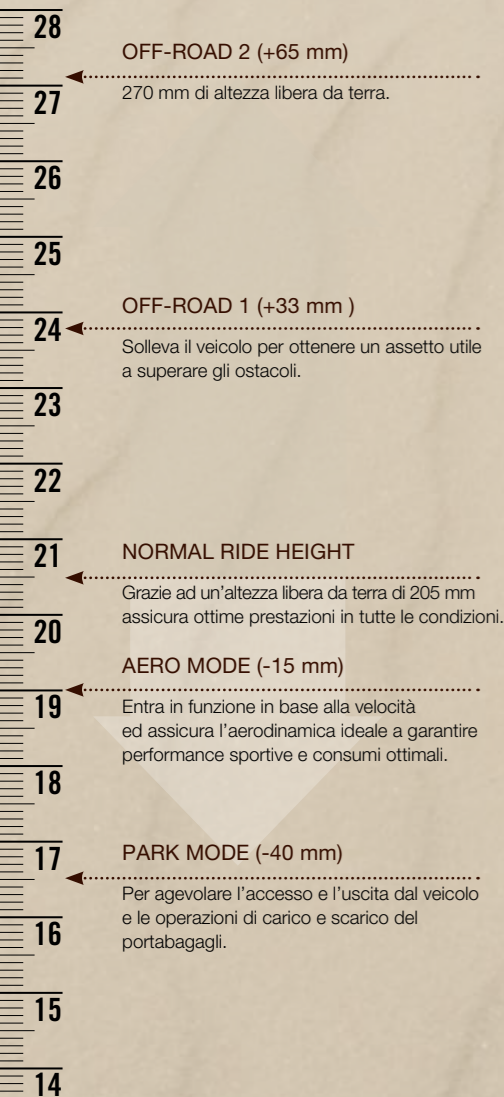 28
OFF-ROAD 2 (+65 mm)
270 mm di altezza libera da terra.
27
26
25
OFF-ROAD 1 (+33 mm )
24
Solleva il veicolo per ottenere un assetto utile
a superare gli ostacoli.
23
22
21
NORMAL RIDE HEIGHT
Grazie ad un'altezza libera da terra di 205 mm
assicura ottime prestazioni in tutte le condizioni.
20
AERO MODE (-15 mm)
19
Entra in funzione in base alla velocità
ed assicura l'aerodinamica ideale a garantire
performance sportive e consumi ottimali.
18
17
PARK MODE (-40 mm)
Per agevolare l'accesso e l'uscita dal veicolo
e le operazioni di carico e scarico del
portabagagli.
16
15
14